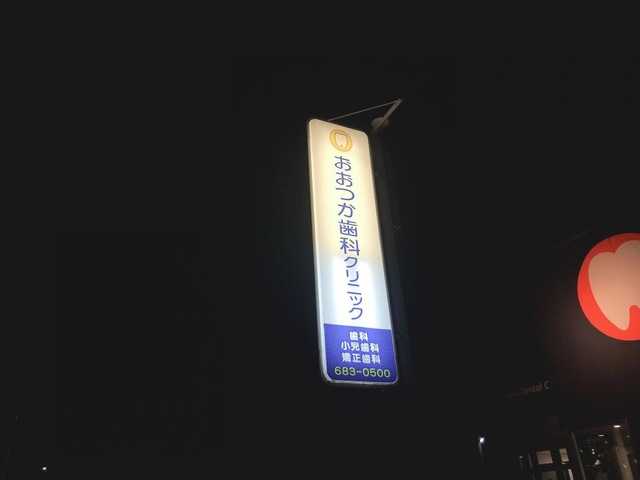 おおつか歯科クリニック
歯科
小児歯科
矯正歯科
683-0500
Dental C